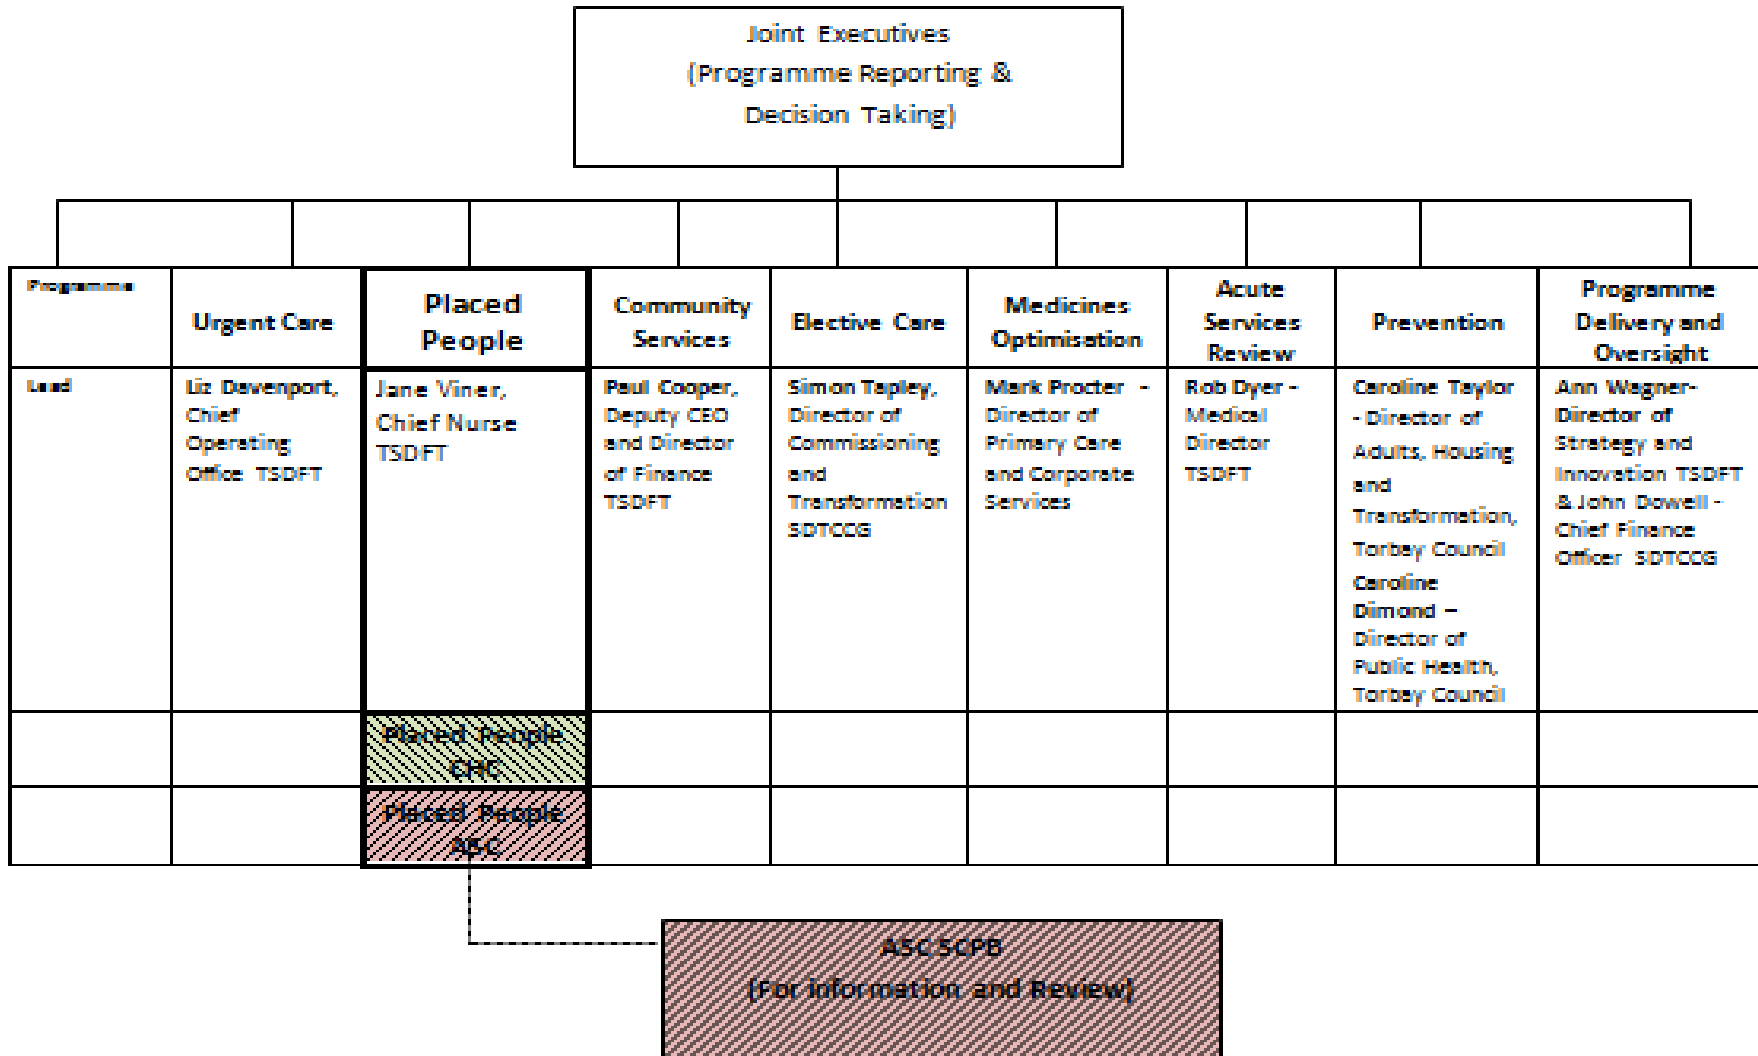 Joint Executives
(Programme Reporting &
Decision Taking)
Programme
Urgent Care
Placed
People
Community
Services
Elective Care
Medicines
Optimisation
Acute
Services
Review
Prevention
Programme
Delivery and
Oversight
Lead
Liz Davenport,
Chief
Operating
Office TSDFT
Jane Viner,
Chief Nurse
TSDFT
Paul Cooper,
Deputy CEO
and Director
of Finance
TSDFT
Simon Tapley,
Director of
Commissioning
and
Transformation
SDTCCG
Mark Procter -
Director of
Primary Care
and Corporate
Services
Rob Dyer -
Medical
Director
TSDFT
Caroline Taylor
- Director of
Adults, Housing
and
Transformation,
Torbay Council
Caroline
Dimond –
Director of
Public Health,
Torbay Council
Ann Wagner-
Director of
Strategy and
Innovation TSDFT
& John Dowell -
Chief Finance
Officer SDTCCG
Placed People
CHC
Placed People
ASC
ASC SCPB
(For information and Review)